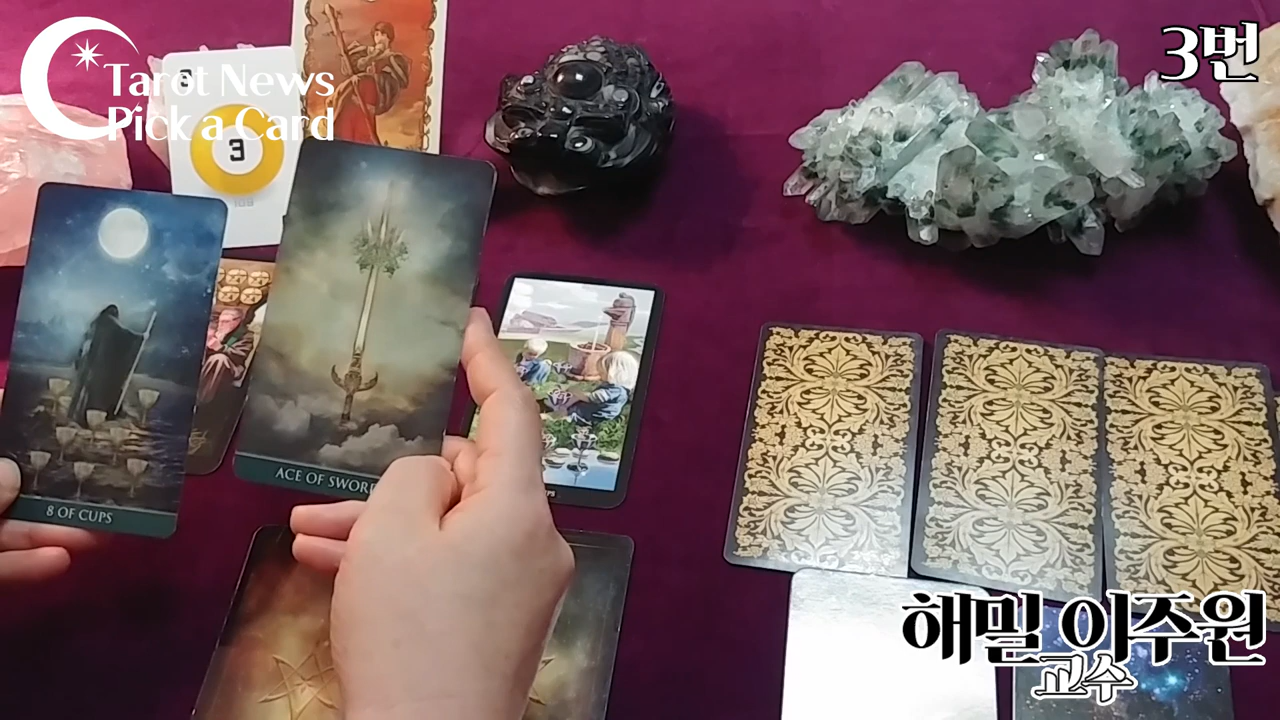 3번
Tarot News
Pick a Card
3
8 OF CUPS
ACE OF SWOR
해밀 이주원
교수